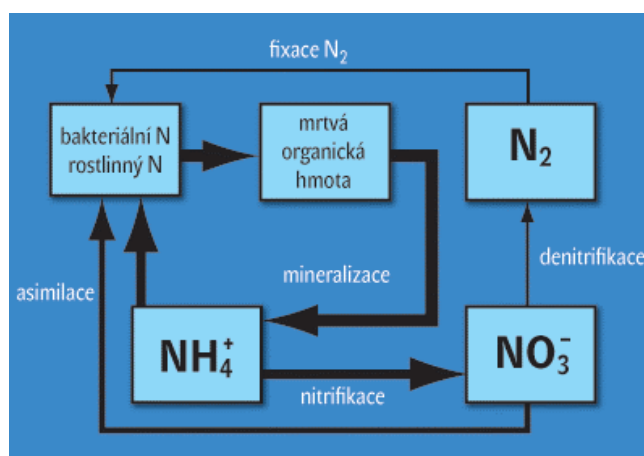 fixace N₂
bakteriální N
rostlinný N
mrtvá
organická
hmota
N₂
mineralizace
denitrifikace
asimilace
NH₄⁺
nitrifikace
NO₃⁻